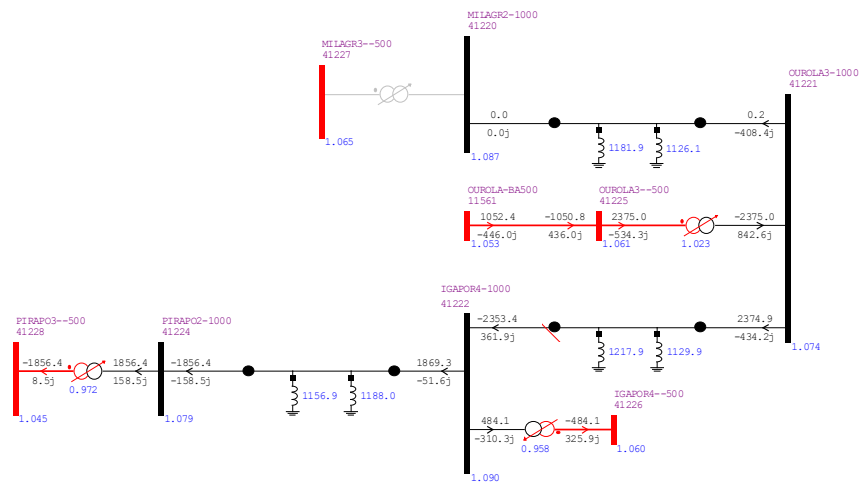 MILAGR2-1000
41220
MILAGR3--500
41227
1.065
1.087
0.0
0.0j
1181.9
1126.1
0.2
-408.4j
OUROLA3-1000
41221
OUROLA-BA500
11561
1052.4
-446.0j
1.053
-1050.8
436.0j
OUROLA3--500
41225
2375.0
-534.3j
1.061
1.023
-2375.0
842.6j
IGAPOR4-1000
41222
-2353.4
361.9j
1217.9
1129.9
2374.9
-434.2j
1.074
PIRAPO3--500
41228
-1856.4
8.5j
0.972
1.045
1856.4
158.5j
PIRAPO2-1000
41224
-1856.4
-158.5j
1.079
1156.9
1188.0
1869.3
-51.6j
484.1
-310.3j
0.958
-484.1
325.9j
IGAPOR4--500
41226
1.060
1.090